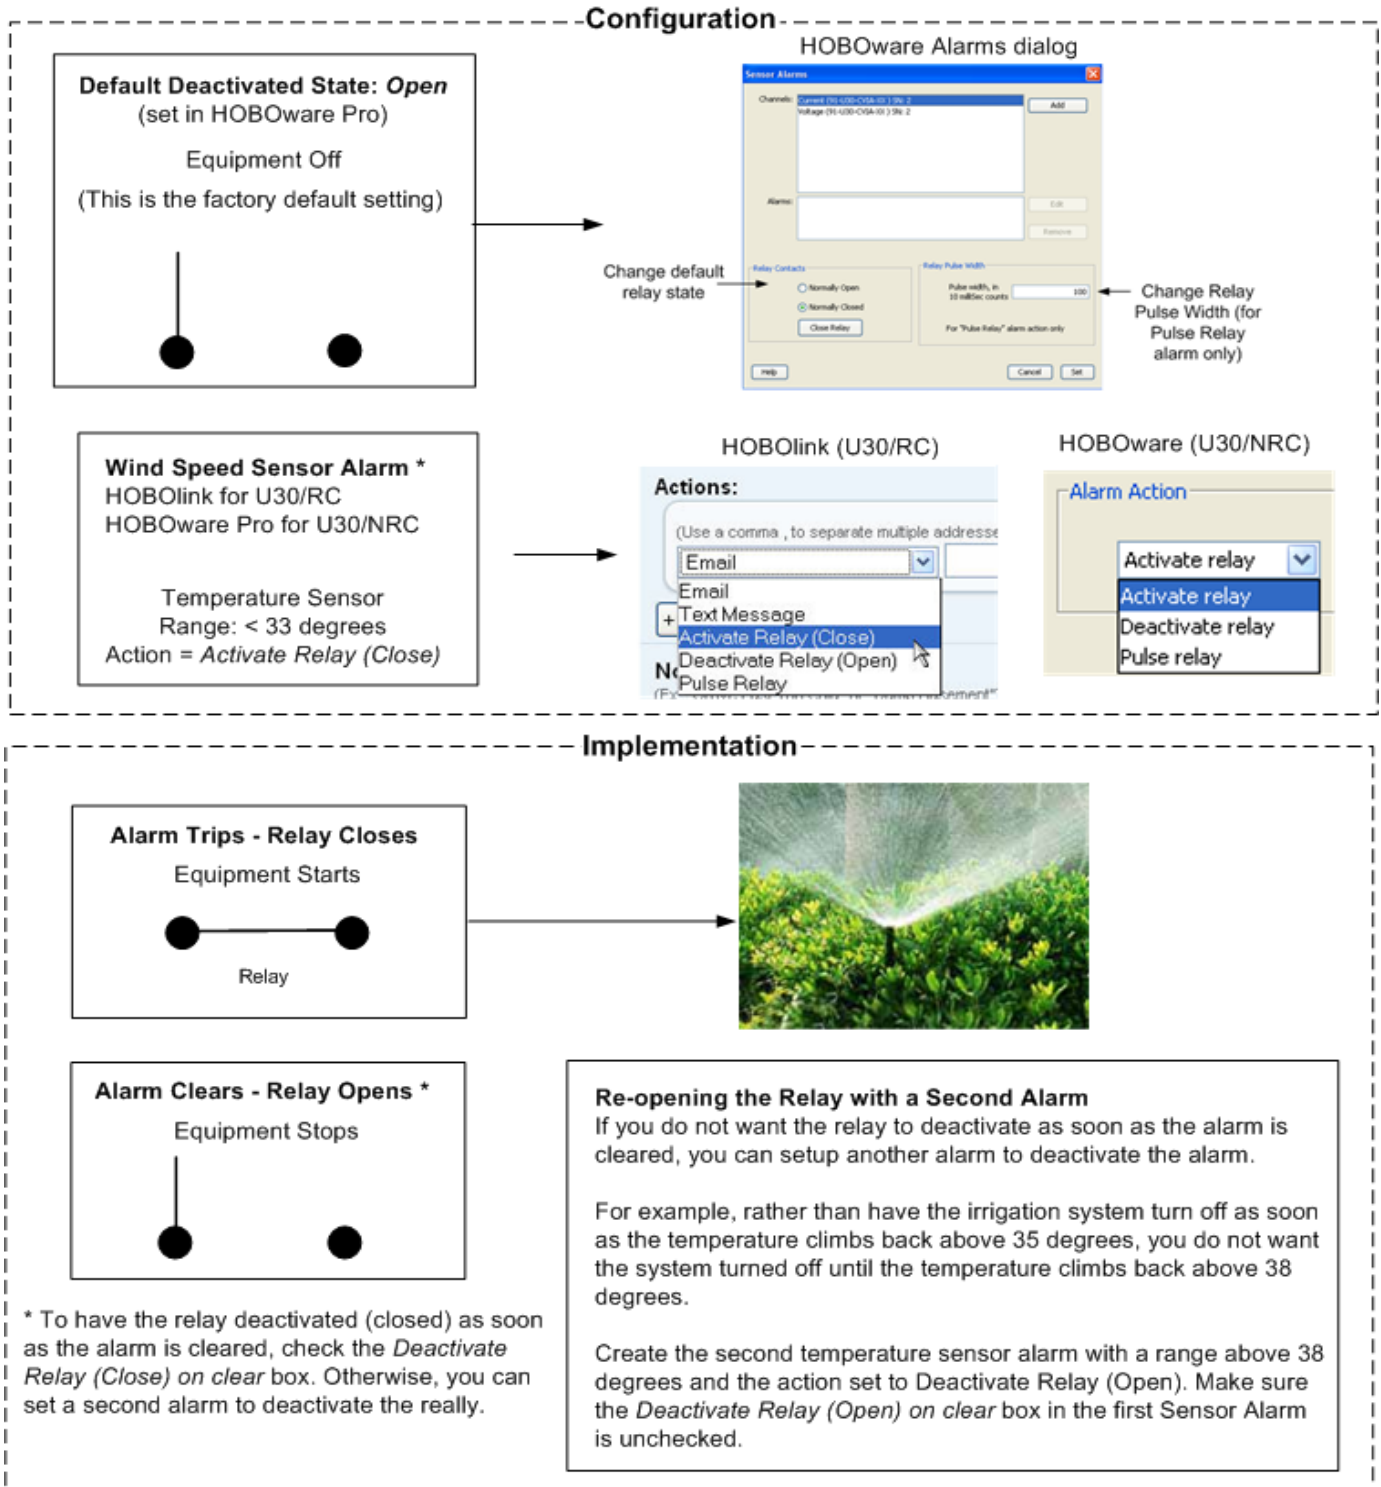 Configuration
Default Deactivated State: Open
(set in HOBOware Pro)
Equipment Off
(This is the factory default setting)
HOBOware Alarms dialog
Sensor Alarms
Channels:
Current (91-U30-CVIA-XX ) SN: 2
Voltage (91-U30-CVIA-XX ) SN: 2
Add
Alarms:
Edit
Remove
Change default
relay state
Relay Contacts
Normally Open
Normally Closed
Close Relay
Relay Pulse Width
Pulse width, in
10 milliSec counts
100
For "Pulse Relay" alarm action only
Change Relay
Pulse Width (for
Pulse Relay
alarm only)
Help
Cancel
Set
Wind Speed Sensor Alarm *
HOBOlink for U30/RC
HOBOware Pro for U30/NRC
Temperature Sensor
Range: < 33 degrees
Action = Activate Relay (Close)
HOBOlink (U30/RC)
Actions:
(Use a comma , to separate multiple addresse
Email
Email
Text Message
Activate Relay (Close)
Deactivate Relay (Open)
Pulse Relay
+
HOBOware (U30/NRC)
Alarm Action
Activate relay
Activate relay
Deactivate relay
Pulse relay
Implementation
Alarm Trips - Relay Closes
Equipment Starts
Relay
Alarm Clears - Relay Opens *
Equipment Stops
* To have the relay deactivated (closed) as soon
as the alarm is cleared, check the Deactivate
Relay (Close) on clear box. Otherwise, you can
set a second alarm to deactivate the really.
Re-opening the Relay with a Second Alarm
If you do not want the relay to deactivate as soon as the alarm is
cleared, you can setup another alarm to deactivate the alarm.
For example, rather than have the irrigation system turn off as soon
as the temperature climbs back above 35 degrees, you do not want
the system turned off until the temperature climbs back above 38
degrees.
Create the second temperature sensor alarm with a range above 38
degrees and the action set to Deactivate Relay (Open). Make sure
the Deactivate Relay (Open) on clear box in the first Sensor Alarm
is unchecked.